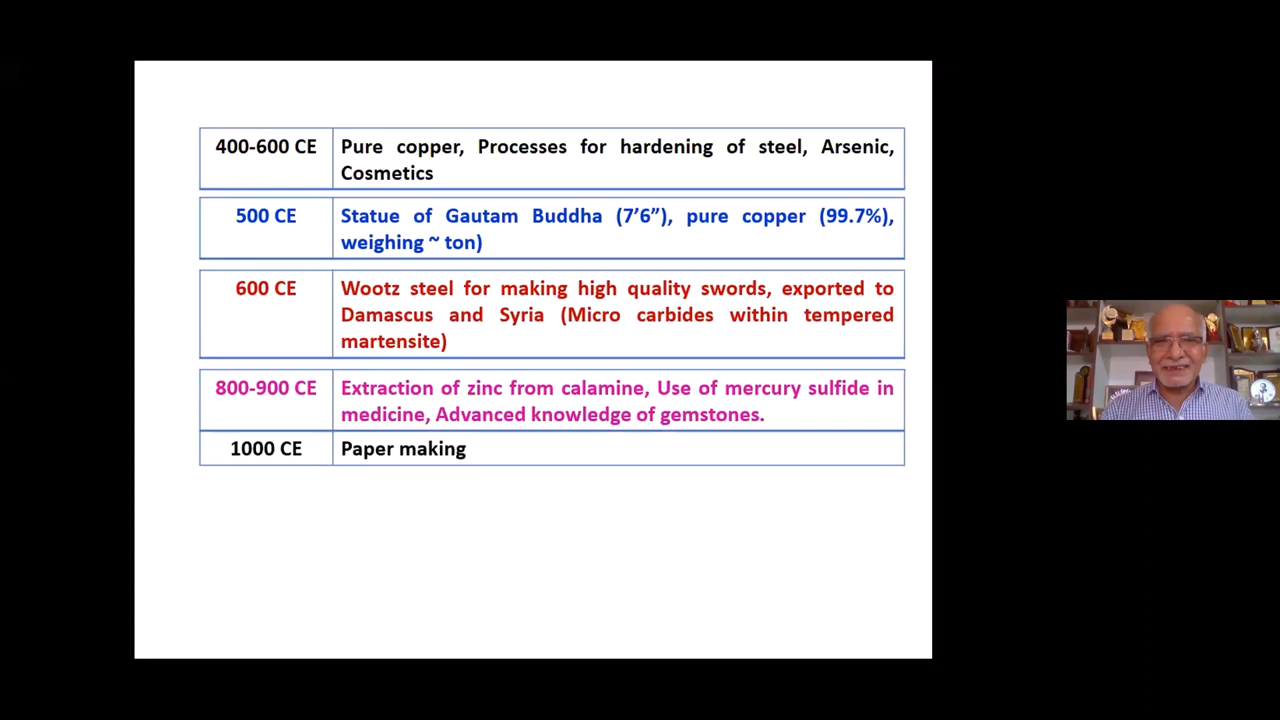 400-600 CE
Pure copper, Processes for hardening of steel, Arsenic,
Cosmetics
500 CE
Statue of Gautam Buddha (7’6”), pure copper (99.7%),
weighing ~ ton)
600 CE
Wootz steel for making high quality swords, exported to
Damascus and Syria (Micro carbides within tempered
martensite)
800-900 CE
Extraction of zinc from calamine, Use of mercury sulfide in
medicine, Advanced knowledge of gemstones.
1000 CE
Paper making